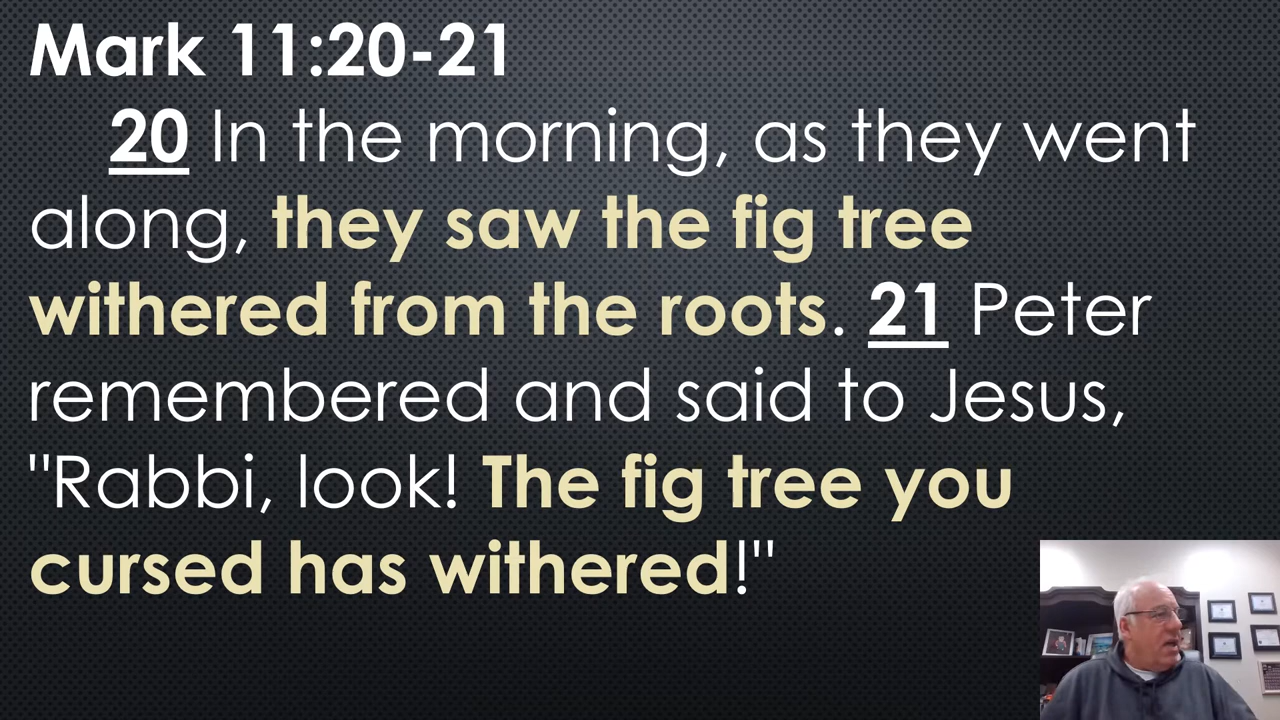 Mark 11:20-21
20 In the morning, as they went
along, they saw the fig tree
withered from the roots. 21 Peter
remembered and said to Jesus,
"Rabbi, look! The fig tree you
cursed has withered!"